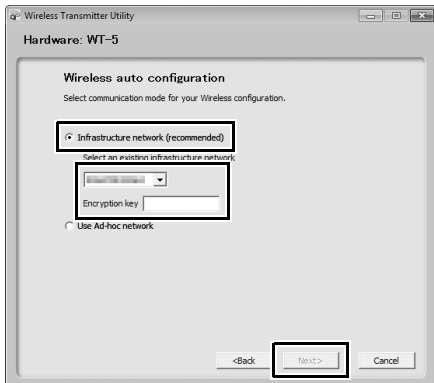 Wireless Transmitter Utility
Hardware: WT-5
Wireless auto configuration
Select communication mode for your Wireless configuration.
Infrastructure network (recommended)
Select an existing infrastructure network
Encryption key
Use Ad-hoc network
<Back Next> Cancel